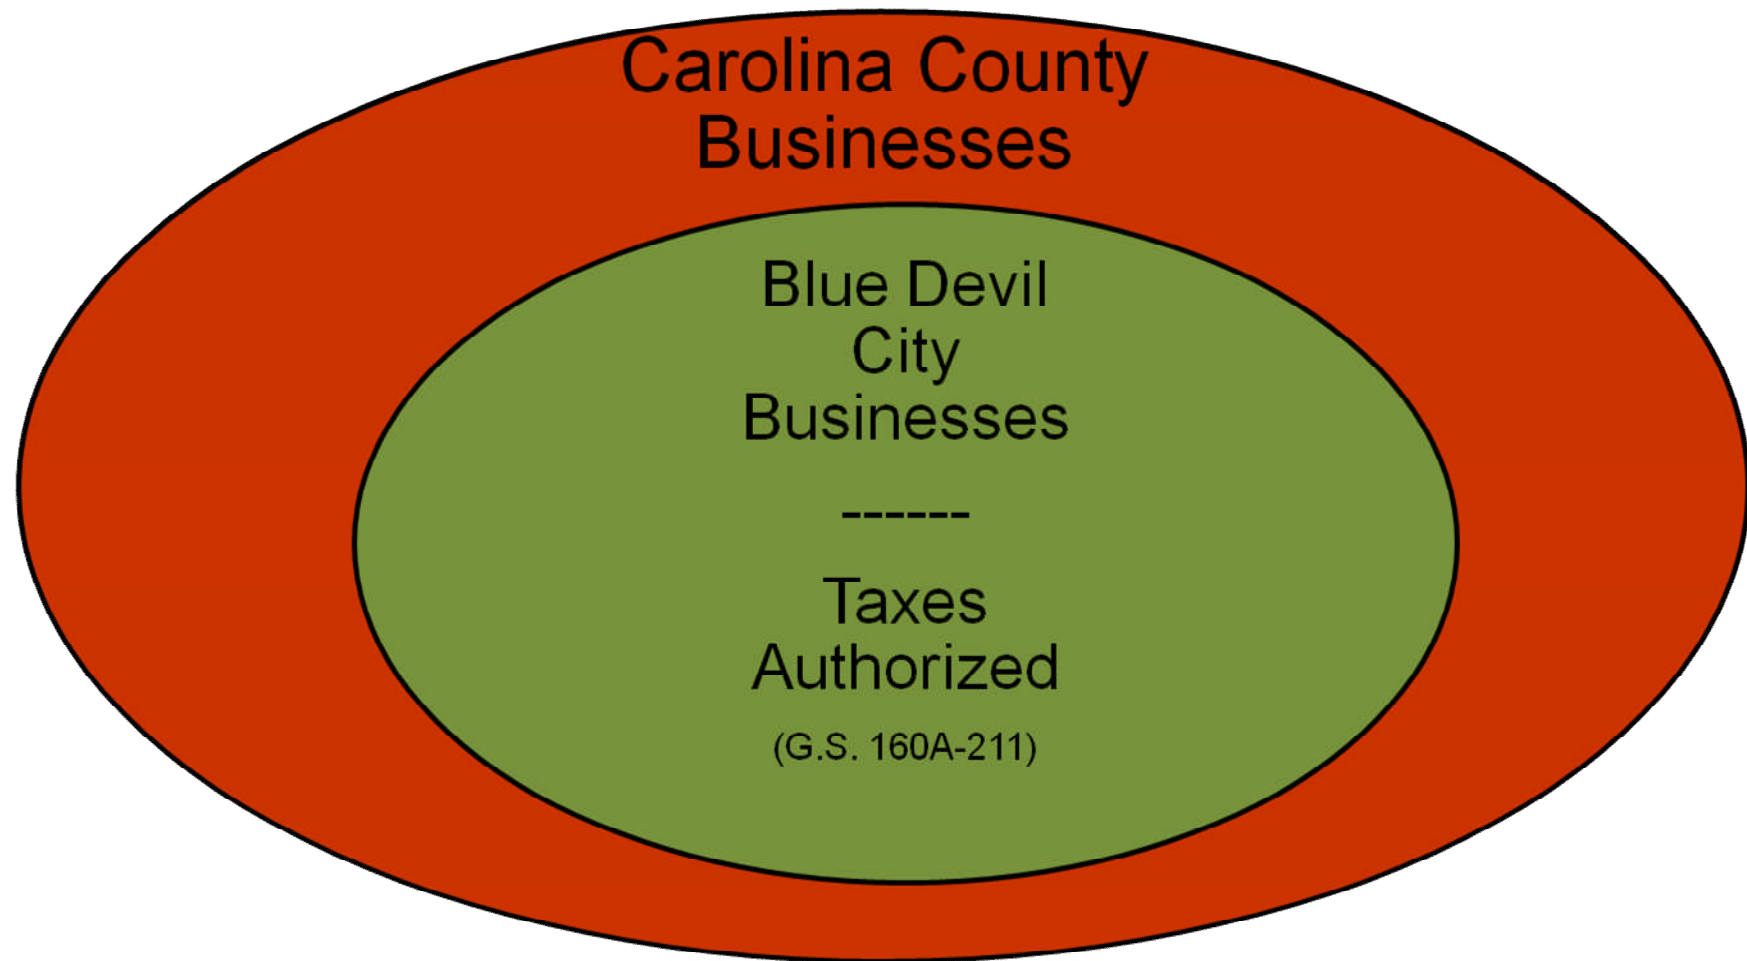 Carolina County
Businesses
Blue Devil
City
Businesses
------
Taxes
Authorized
(G.S. 160A-211)